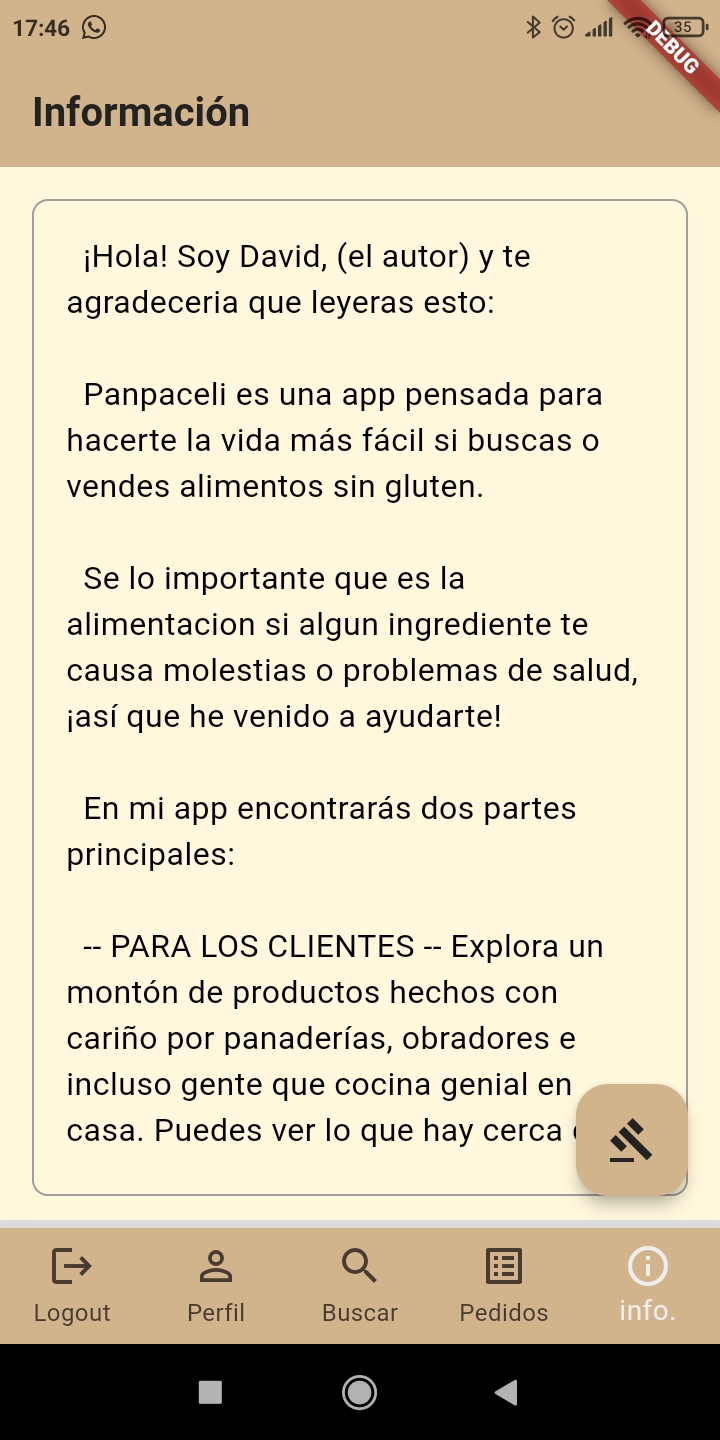 17:46
35
DEBUG
Información
¡Hola! Soy David, (el autor) y te
agradeceria que leyeras esto:
Panpaceli es una app pensada para
hacerte la vida más fácil si buscas o
vendes alimentos sin gluten.
Se lo importante que es la
alimentacion si algun ingrediente te
causa molestias o problemas de salud,
¡así que he venido a ayudarte!
En mi app encontrarás dos partes
principales:
-- PARA LOS CLIENTES -- Explora un
montón de productos hechos con
cariño por panaderías, obradores e
incluso gente que cocina genial en
casa. Puedes ver lo que hay cerca
Logout
Perfil
Buscar
Pedidos
info.